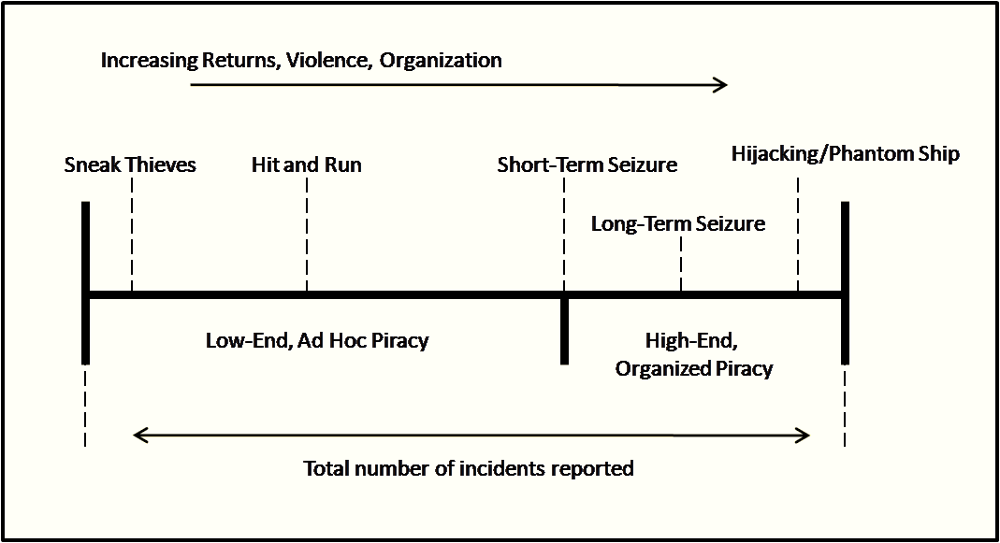 Increasing Returns, Violence, Organization
Sneak Thieves
Hit and Run
Short-Term Seizure
Hijacking/Phantom Ship
Long-Term Seizure
Low-End, Ad Hoc Piracy
High-End,
Organized Piracy
Total number of incidents reported